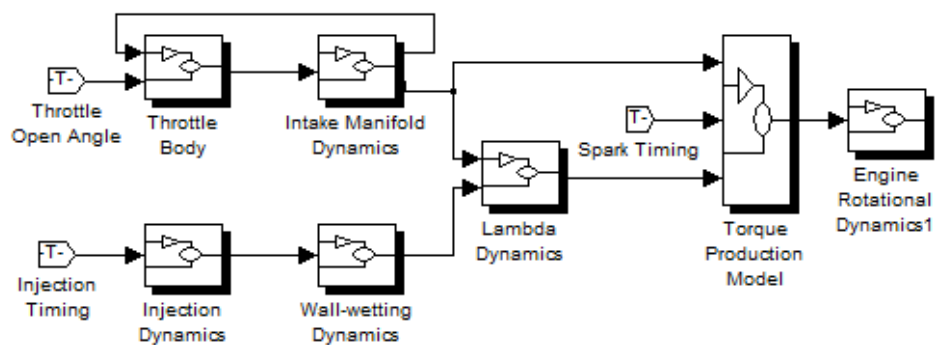 -T-
Throttle
Open Angle
Throttle
Body
Intake Manifold
Dynamics
T-
Spark Timing
Lambda
Dynamics
Torque
Production
Model
Engine
Rotational
Dynamics1
-T-
Injection
Timing
Injection
Dynamics
Wall-wetting
Dynamics